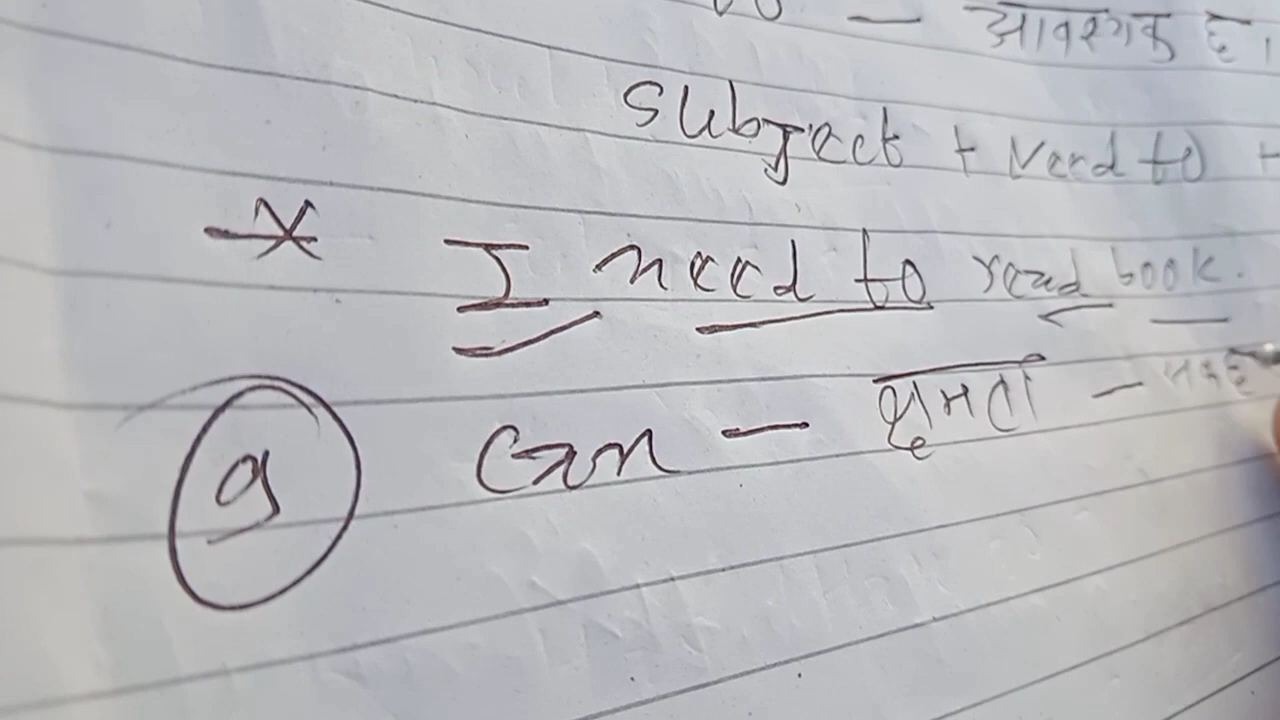 — आवश्यक है।
Subject + Need to +
* I need to read book.
9 Can — क्षमता —